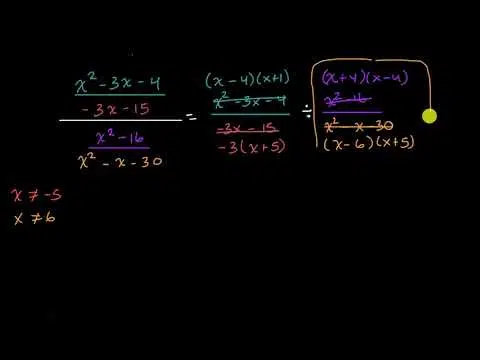 x² - 3x - 4 / -3x - 15 / x² - 16 / x² - x - 30 = (x - 4)(x + 1) x² - 3x - 4 / -3x - 15 -3(x + 5) ÷ (x + 4)(x - 4) x² - 16 / x² - x - 30 (x - 6)(x + 5)
x ≠ -5
x ≠ 6